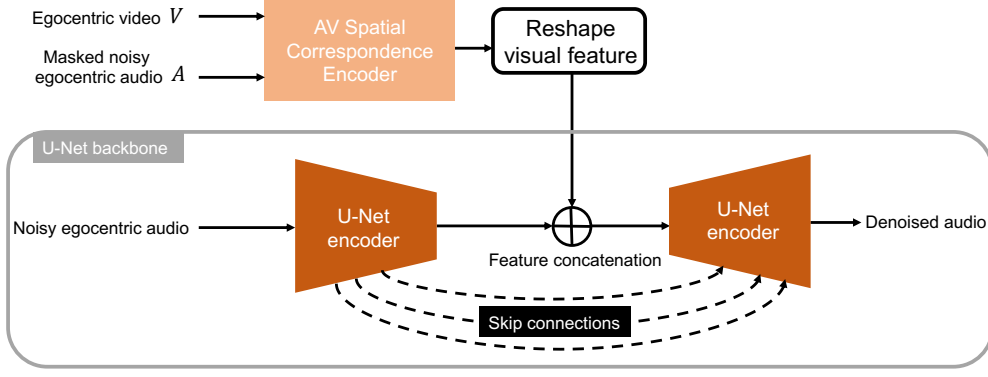 Egocentric video V
Masked noisy
egocentric audio A
AV Spatial
Correspondence
Encoder
Reshape
visual feature
U-Net backbone
Noisy egocentric audio
U-Net
encoder
Feature concatenation
U-Net
encoder
Denoised audio
Skip connections